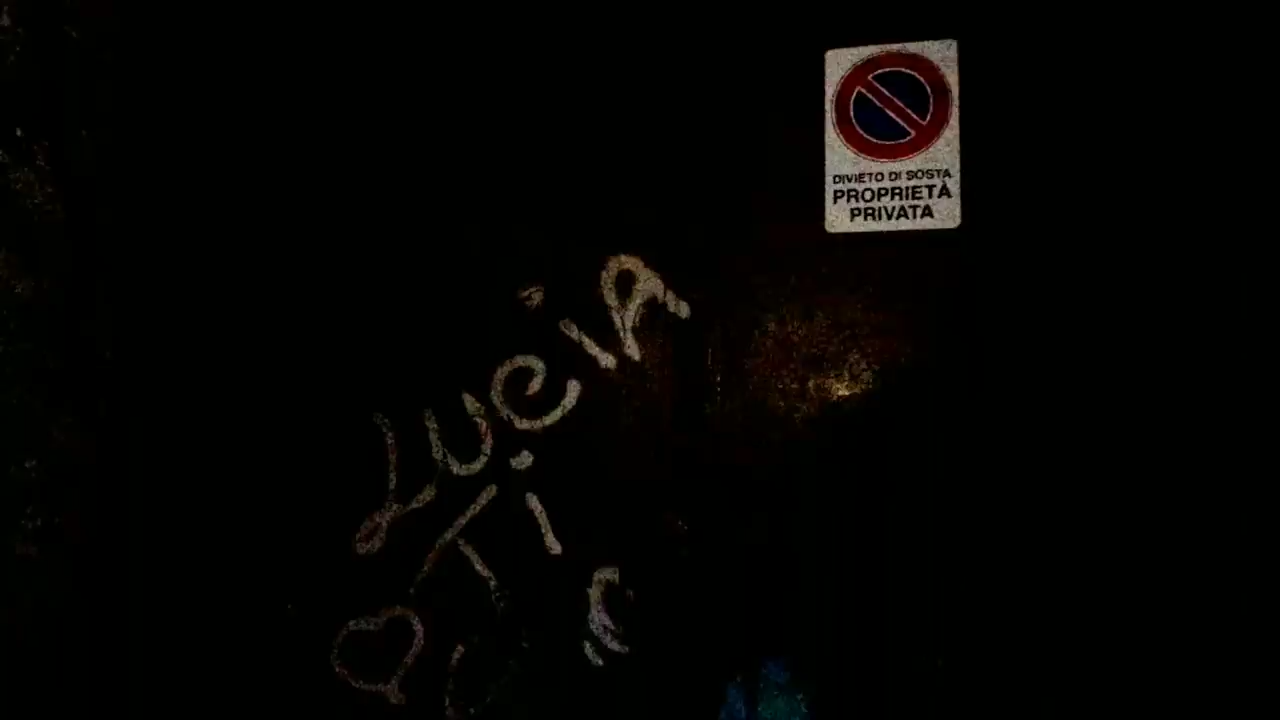 DIVIETO DI SOSTA
PROPRIETÀ
PRIVATA
LUCIA
Ti